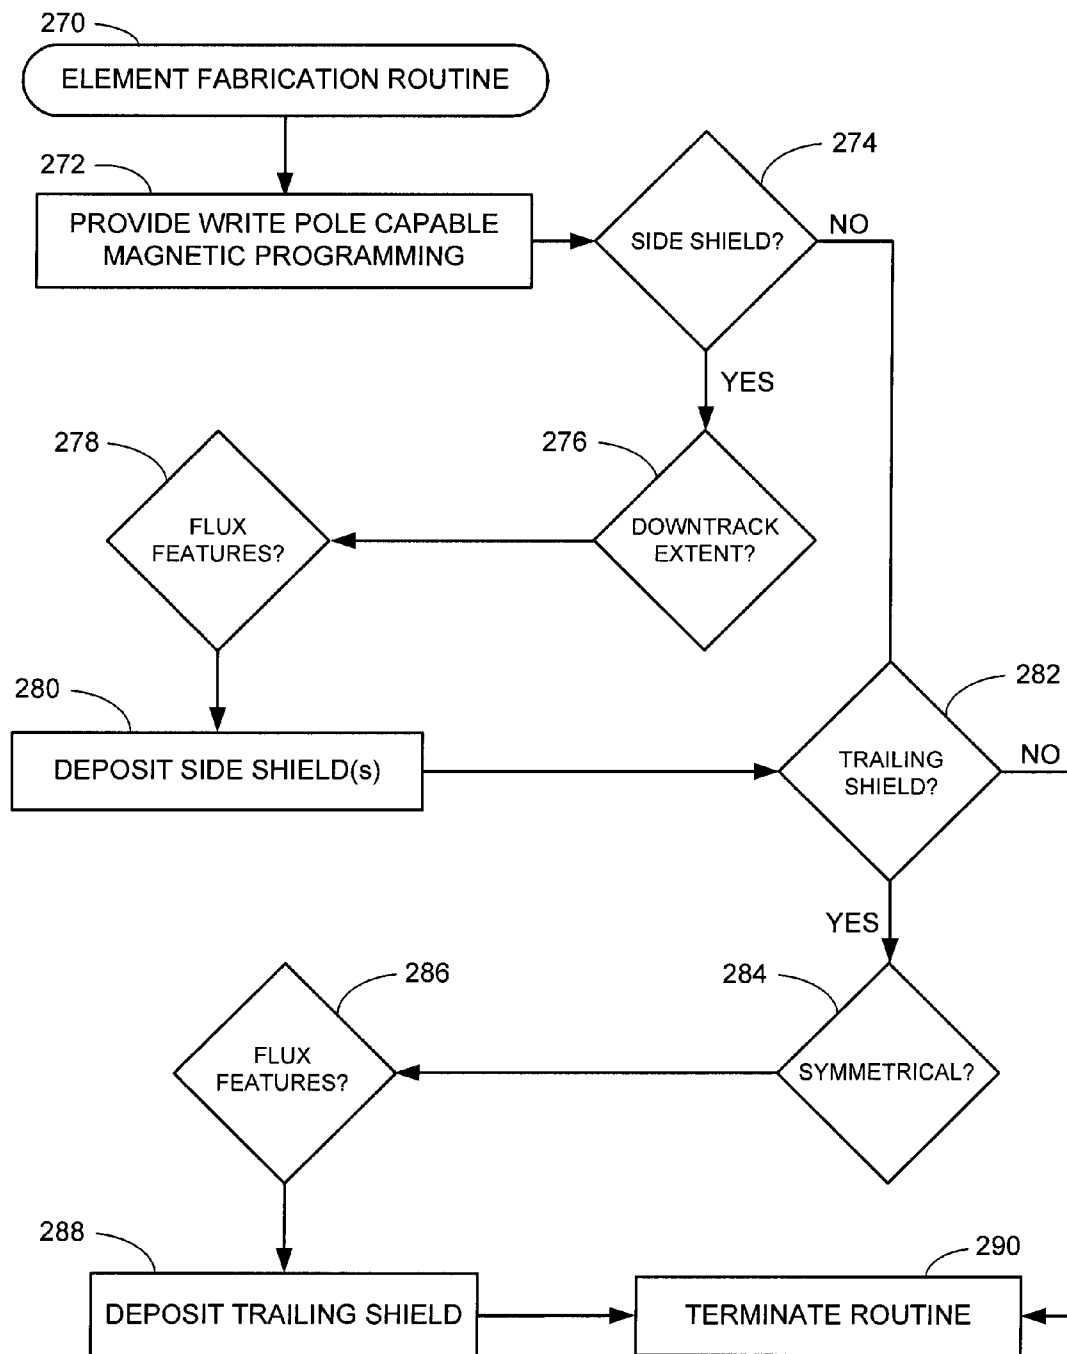 270
ELEMENT FABRICATION ROUTINE
272
PROVIDE WRITE POLE CAPABLE
MAGNETIC PROGRAMMING
274
SIDE SHIELD?
NO
YES
276
DOWNTRACK
EXTENT?
278
FLUX
FEATURES?
280
DEPOSIT SIDE SHIELD(s)
282
TRAILING
SHIELD?
NO
YES
284
SYMMETRICAL?
286
FLUX
FEATURES?
288
DEPOSIT TRAILING SHIELD
290
TERMINATE ROUTINE